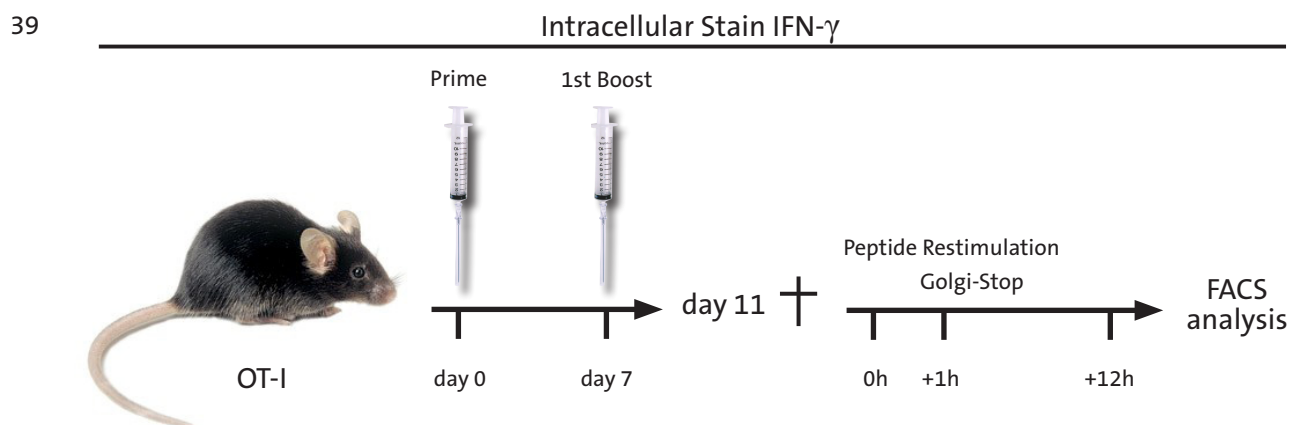 39
Intracellular Stain IFN-γ
Prime
1st Boost
Peptide Restimulation
Golgi-Stop
day 11
FACS
analysis
OT-I
day 0
day 7
0h
+1h
+12h